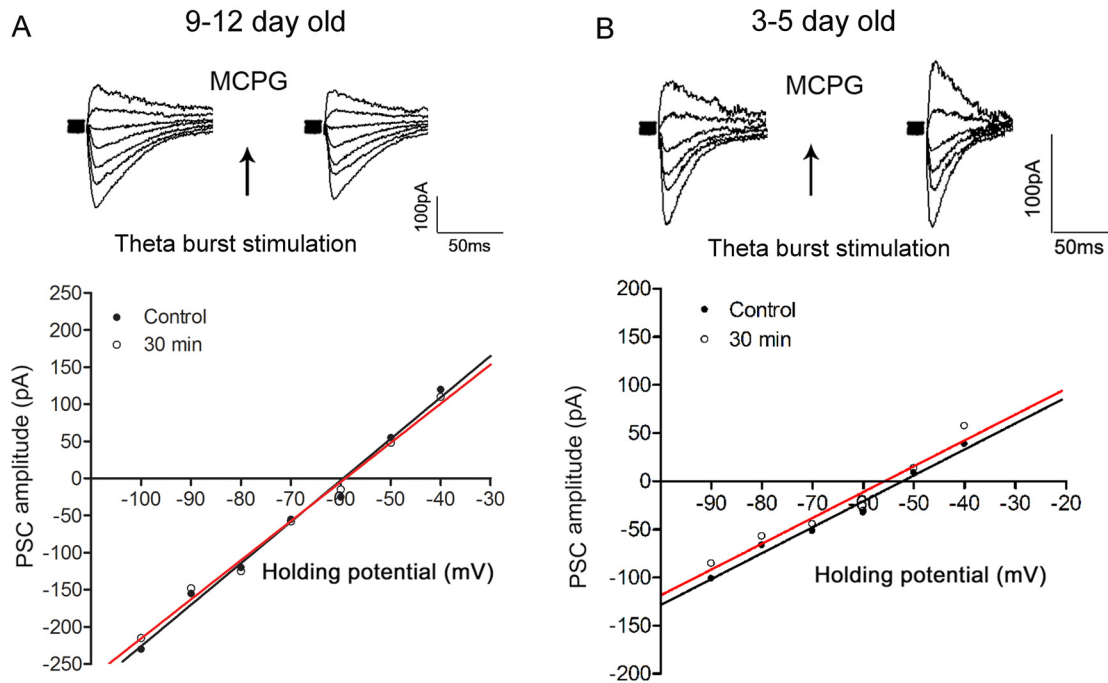 A
9-12 day old
MCPG
Theta burst stimulation
100pA
50ms
250
200
150
100
50
0
-50
-100
-150
-200
-250
PSC amplitude (pA)
Control
30 min
-100 -90 -80 -70 -60 -50 -40 -30
Holding potential (mV)
B
3-5 day old
MCPG
Theta burst stimulation
100pA
50ms
200
150
100
50
0
-50
-100
-150
-200
PSC amplitude (pA)
Control
30 min
-90 -80 -70 -60 -50 -40 -30 -20
Holding potential (mV)